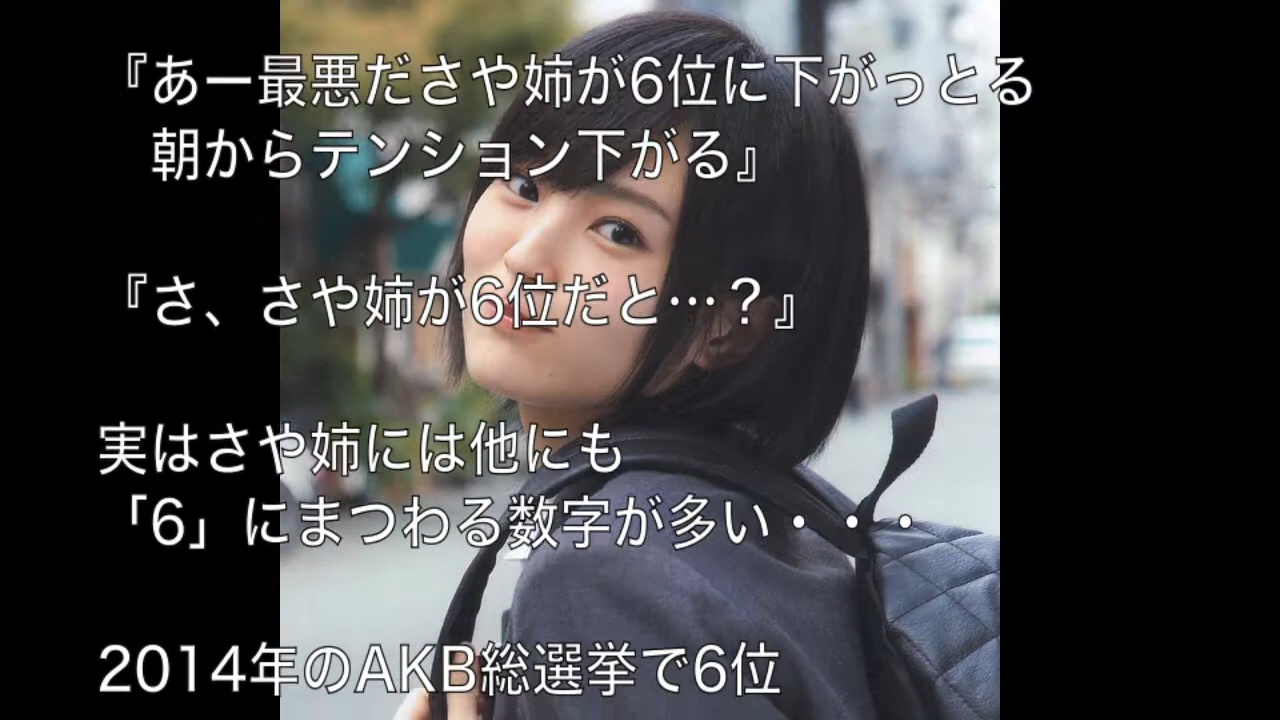 『あー最悪ださや姉が6位に下がっとる
朝からテンション下がる』
『さ、さや姉が6位だと…？』
実はさや姉には他にも
「6」にまつわる数字が多い・・・
2014年のAKB総選挙で6位